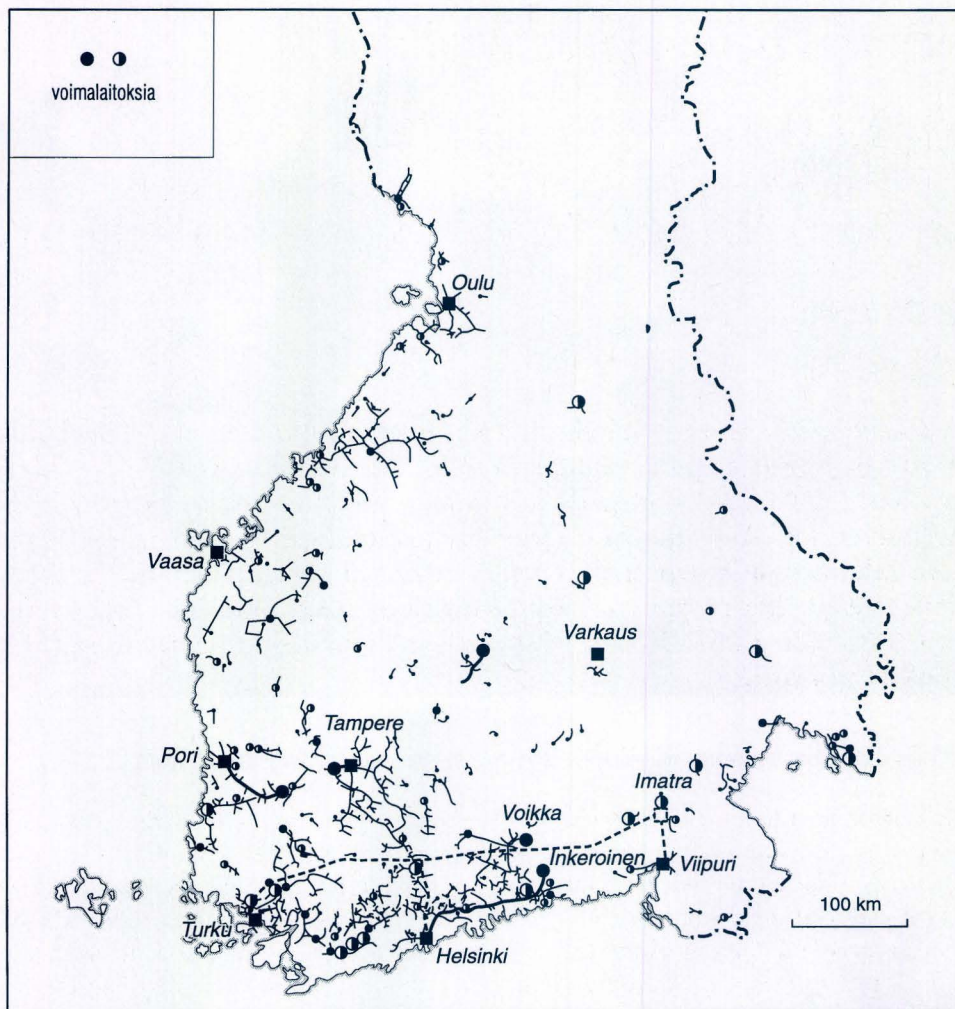 voimalaitoksia
Oulu
Vaasa
Varkaus
Tampere
Pori
Imatra
Voikka
Inkeroinen
Viipuri
100 km
Turku
Helsinki